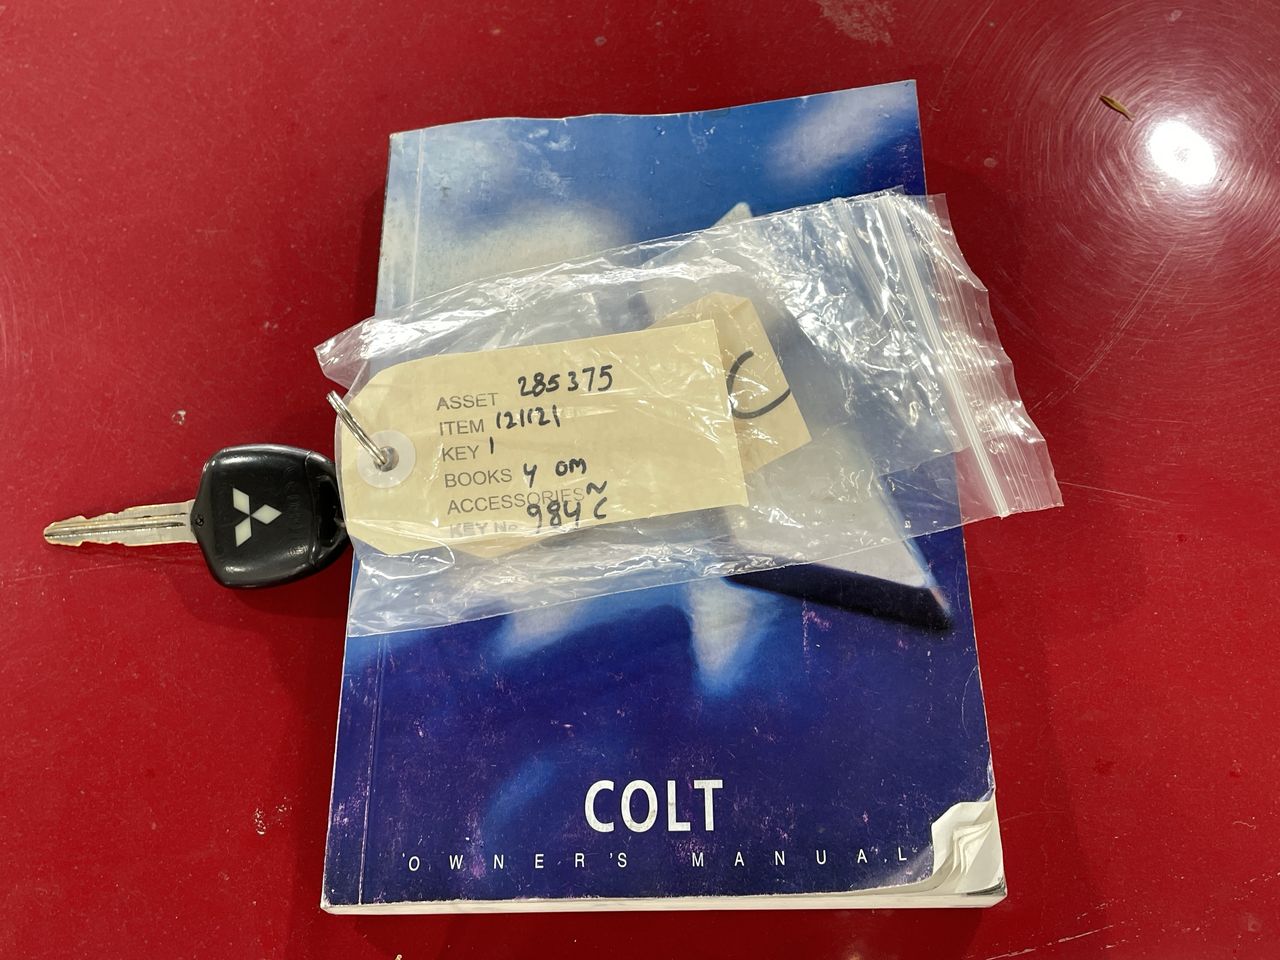 ASSET 285375
ITEM 121121
KEY 1
BOOKS Y OM
ACCESSORIES N
KEY No 984C
COLT
OWNER'S MANUAL